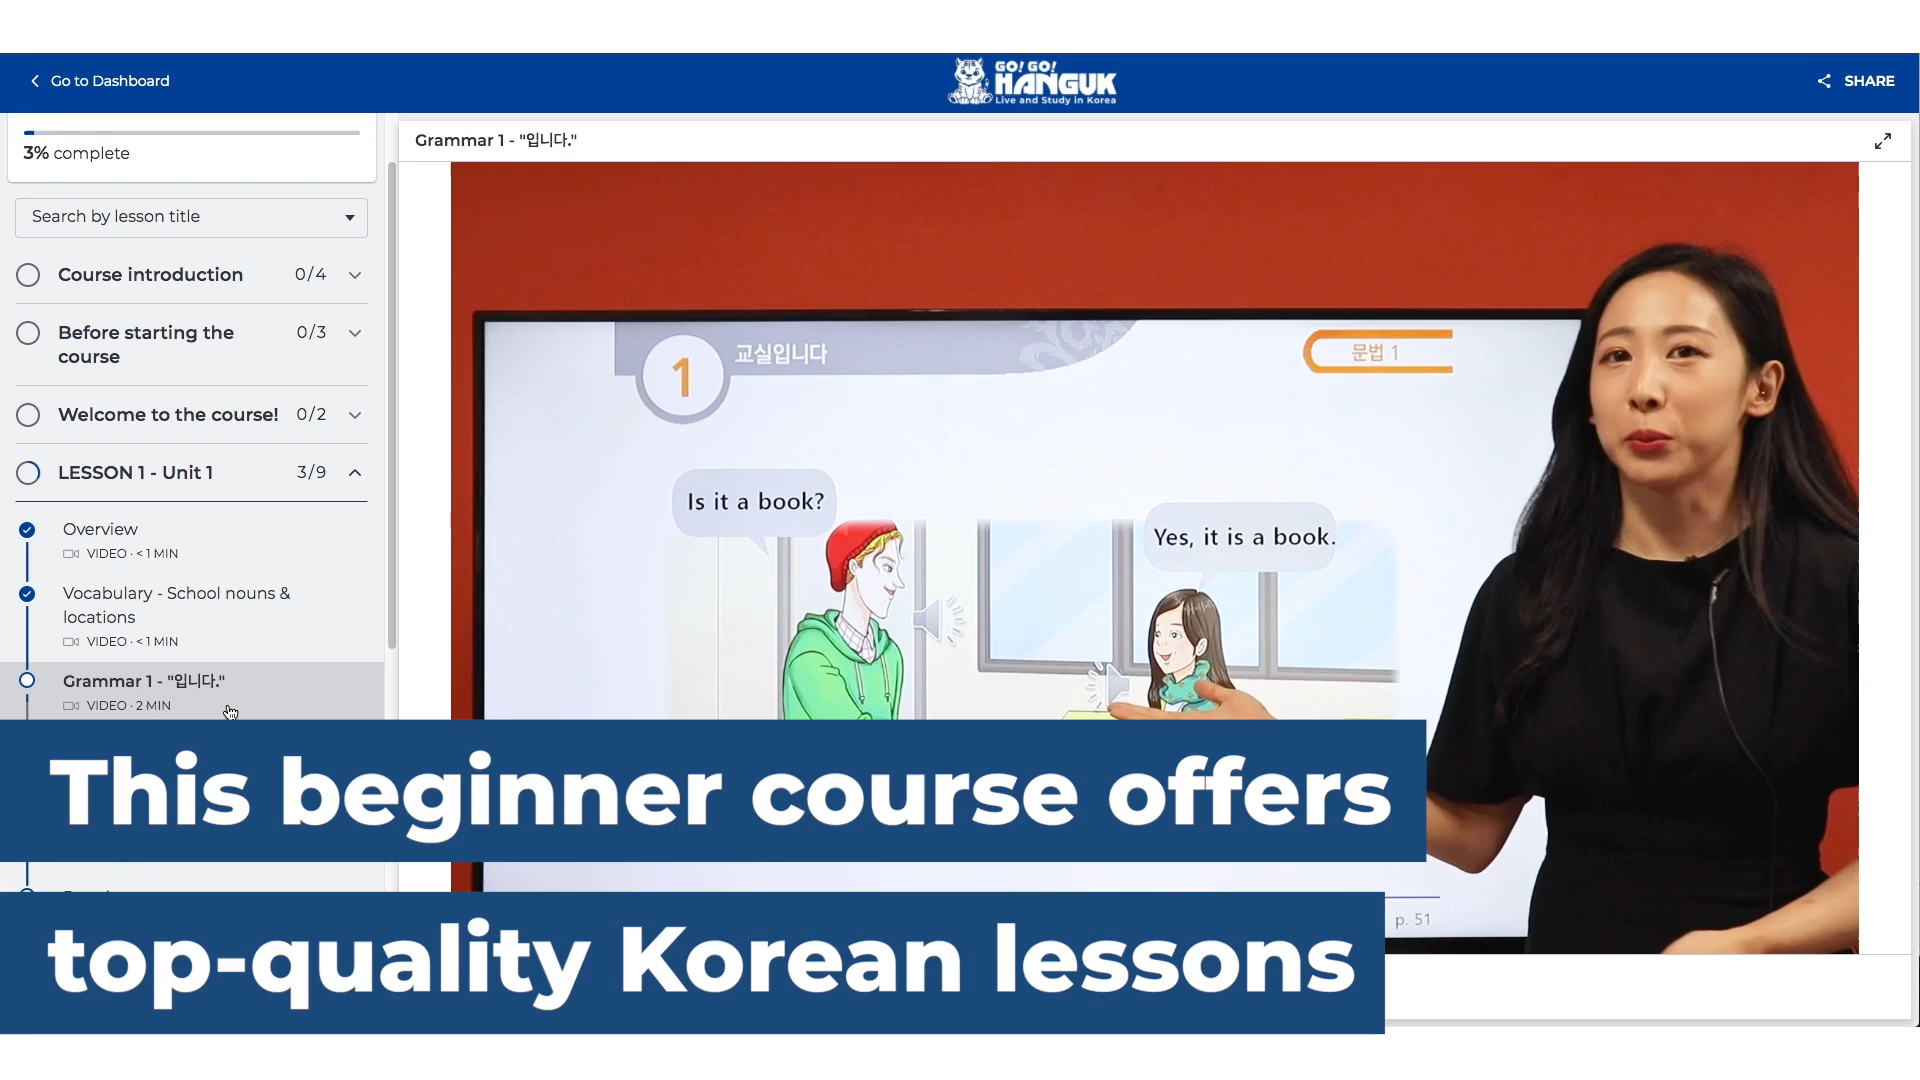 Go to Dashboard
GO! GO!
HANGUK
Live and Study in Korea
SHARE
3% complete
Search by lesson title
Course introduction 0/4
Before starting the 0/3
course
Welcome to the course! 0/2
LESSON 1 - Unit 1 3/9
Overview
VIDEO · < 1 MIN
Vocabulary - School nouns &
locations
VIDEO · < 1 MIN
Grammar 1 - "입니다."
VIDEO · 2 MIN
Grammar 1 - "입니다."
1
교실입니다
문법 1
Is it a book?
Yes, it is a book.
p. 51
This beginner course offers
top-quality Korean lessons